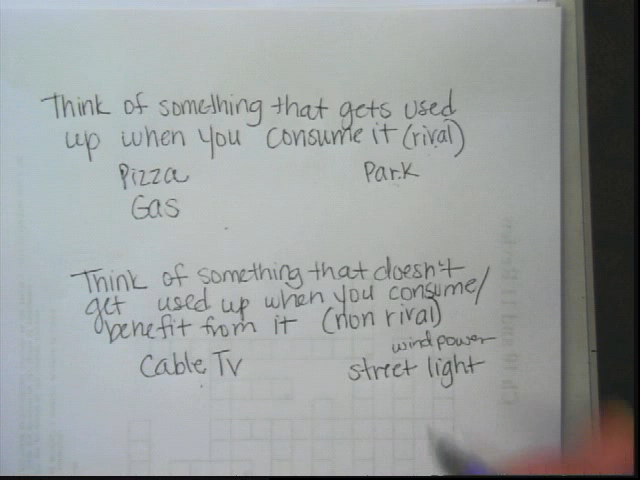 Think of something that gets used
up when you consume it (rival)
Pizza Park
Gas
Think of something that doesn't
get used up when you consume/
benefit from it (non rival)
wind power
Cable Tv street light